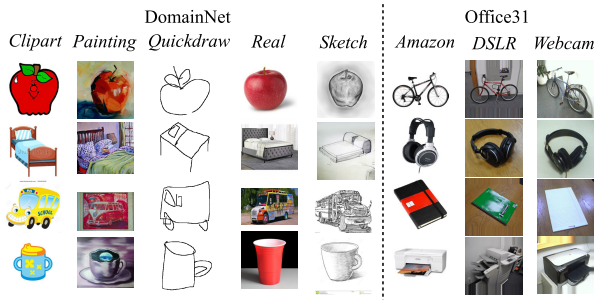 DomainNet
Office31
Clipart Painting Quickdraw Real Sketch
Amazon DSLR Webcam
SCHOOL